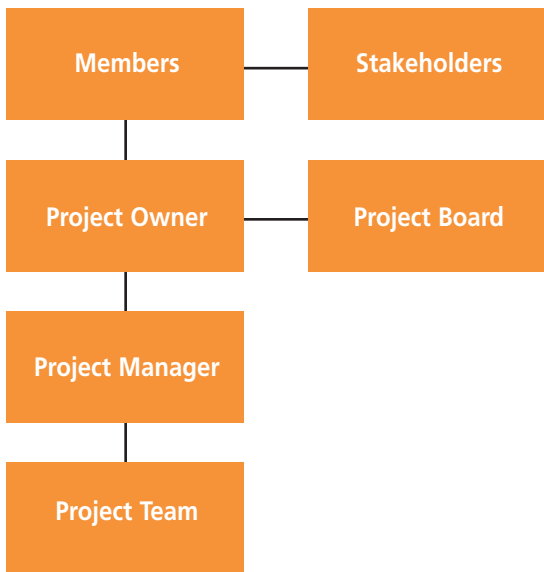 Members
Stakeholders
Project Owner
Project Board
Project Manager
Project Team